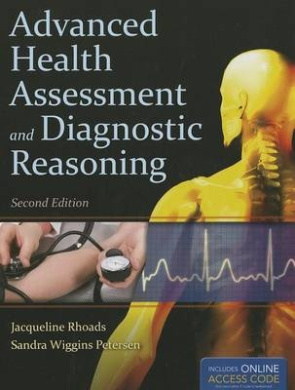 Advanced
Health
Assessment
and Diagnostic
Reasoning
Second Edition
Jacqueline Rhoads
Sandra Wiggins Petersen
INCLUDES ONLINE
ACCESS CODE